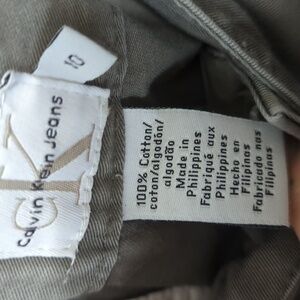 10
cK
Calvin Klein Jeans
100% Cotton/
coton/algodón/
algodão
Made in
Philippines
Fabriqué aux
Philippines
Hecho en
Filipinas
Fabricado nas
Filipinas